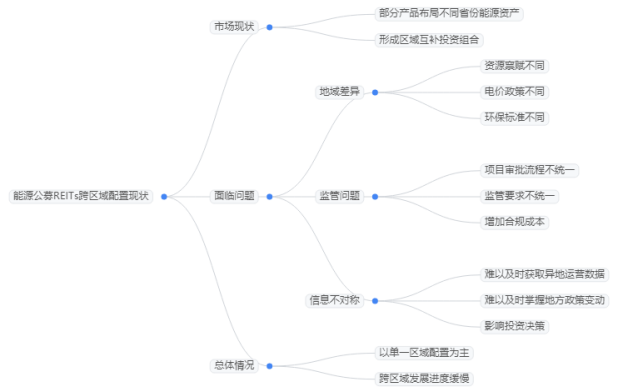 能源公募REITs跨区域配置现状
市场现状
部分产品布局不同省份能源资产
形成区域互补投资组合
面临问题
地域差异
资源禀赋不同
电价政策不同
环保标准不同
监管问题
项目审批流程不统一
监管要求不统一
增加合规成本
信息不对称
难以及时获取异地运营数据
难以及时掌握地方政策变动
影响投资决策
总体情况
以单一区域配置为主
跨区域发展进度缓慢